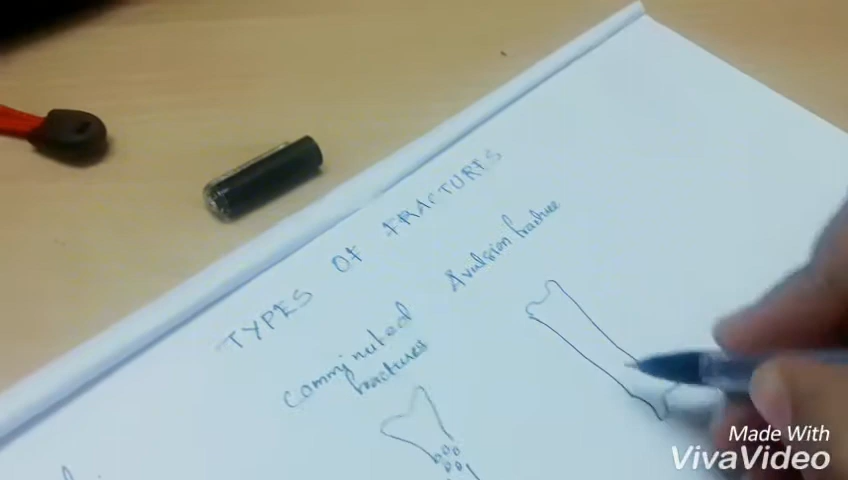 TYPES OF FRACTURES
Comminuted
fractures
Avulsion fracture
Made With
VivaVideo